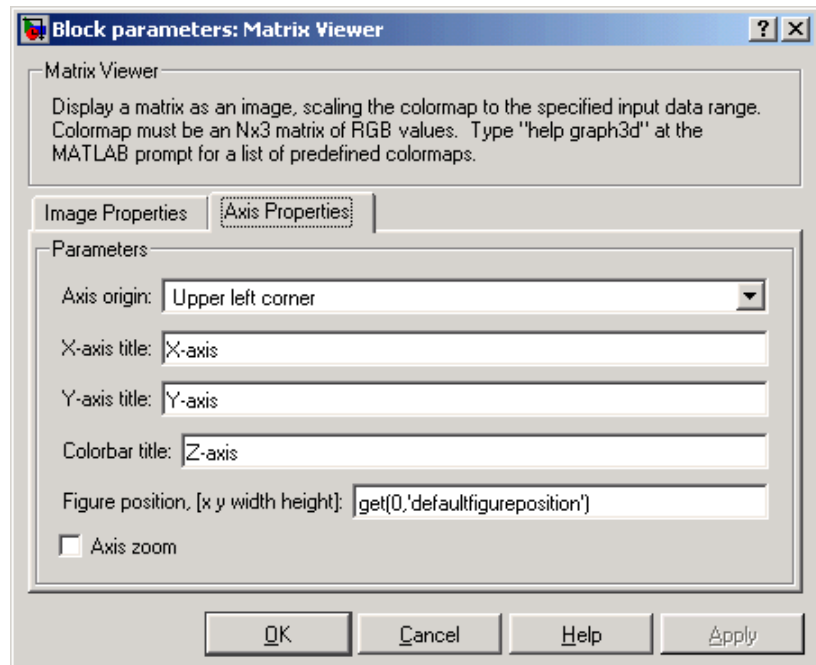 Block parameters: Matrix Viewer
Matrix Viewer
Display a matrix as an image, scaling the colormap to the specified input data range.
Colormap must be an Nx3 matrix of RGB values.  Type "help graph3d" at the
MATLAB prompt for a list of predefined colormaps.
Image Properties Axis Properties
Parameters
Axis origin: Upper left corner
X-axis title: X-axis
Y-axis title: Y-axis
Colorbar title: Z-axis
Figure position, [x y width height]: get(0,'defaultfigureposition')
Axis zoom
OK Cancel Help Apply